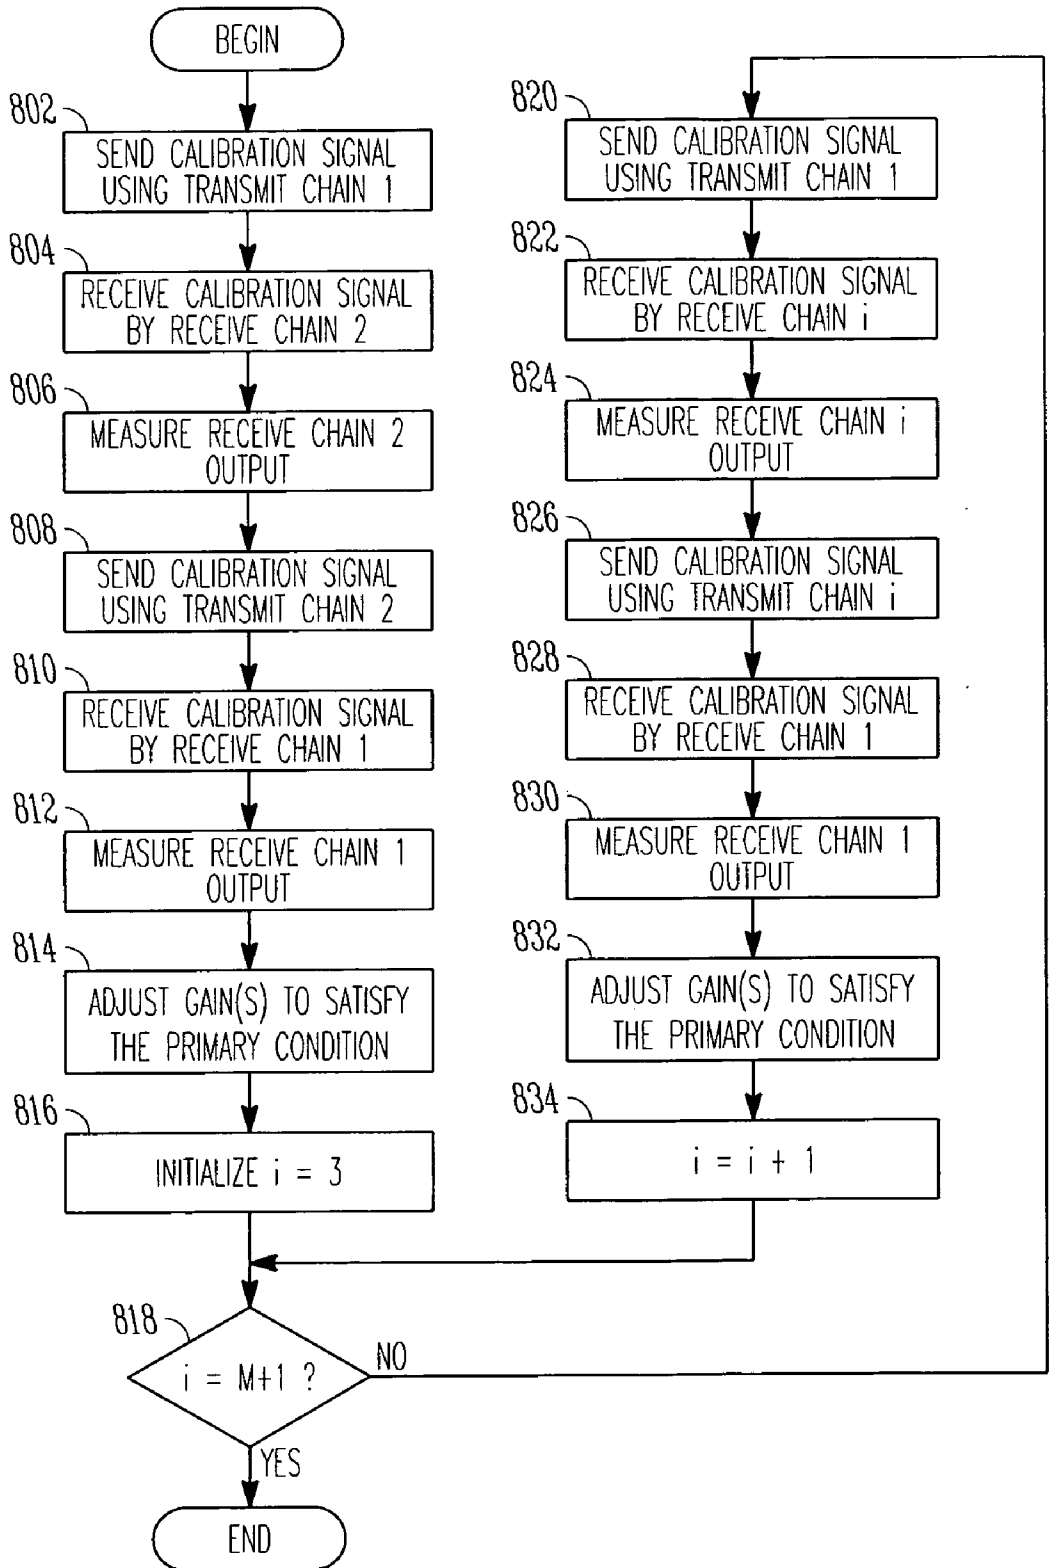 BEGIN
802
SEND CALIBRATION SIGNAL
USING TRANSMIT CHAIN 1
804
RECEIVE CALIBRATION SIGNAL
BY RECEIVE CHAIN 2
806
MEASURE RECEIVE CHAIN 2
OUTPUT
808
SEND CALIBRATION SIGNAL
USING TRANSMIT CHAIN 2
810
RECEIVE CALIBRATION SIGNAL
BY RECEIVE CHAIN 1
812
MEASURE RECEIVE CHAIN 1
OUTPUT
814
ADJUST GAIN(S) TO SATISFY
THE PRIMARY CONDITION
816
INITIALIZE i = 3
818
i = M+1 ?
NO
YES
END
820
SEND CALIBRATION SIGNAL
USING TRANSMIT CHAIN 1
822
RECEIVE CALIBRATION SIGNAL
BY RECEIVE CHAIN i
824
MEASURE RECEIVE CHAIN i
OUTPUT
826
SEND CALIBRATION SIGNAL
USING TRANSMIT CHAIN i
828
RECEIVE CALIBRATION SIGNAL
BY RECEIVE CHAIN 1
830
MEASURE RECEIVE CHAIN 1
OUTPUT
832
ADJUST GAIN(S) TO SATISFY
THE PRIMARY CONDITION
834
i = i + 1